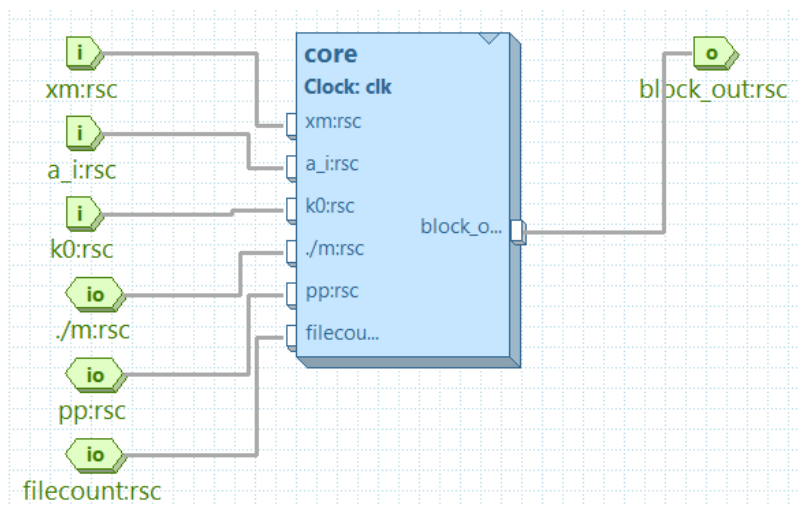 i
xm:rsc
i
a_i:rsc
i
k0:rsc
io
./m:rsc
io
pp:rsc
io
filecount:rsc
core
Clock: clk
xm:rsc
a_i:rsc
k0:rsc
./m:rsc
pp:rsc
filecou...
block_o...
o
block_out:rsc